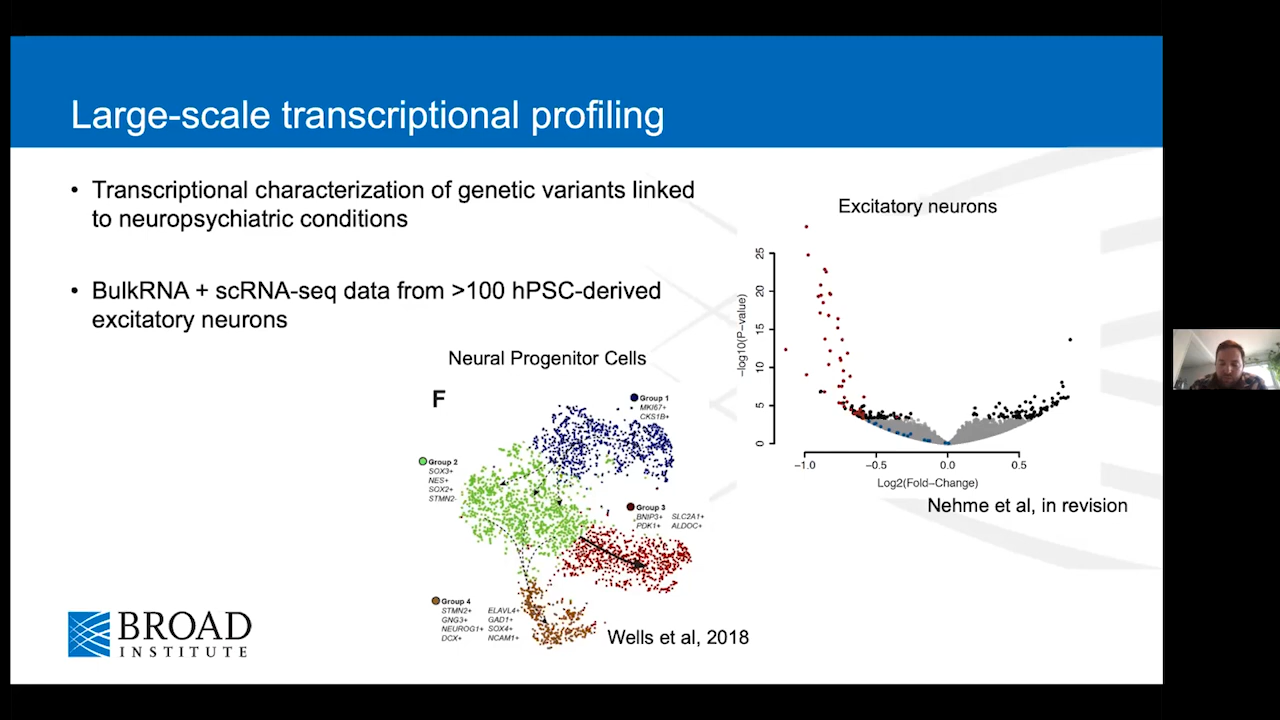 Large-scale transcriptional profiling
• Transcriptional characterization of genetic variants linked
to neuropsychiatric conditions
• BulkRNA + scRNA-seq data from >100 hPSC-derived
excitatory neurons
Neural Progenitor Cells
F
Group 1
MKI67+
CKS1B+
Group 2
SOX3+
NES+
SOX2+
STMN2-
Group 3
BNIP3+ SLC2A1+
PDK1+ ALDOC+
Group 4
STMN2+ ELAVL4+
GNG3+ GAD1+
NEUROG1+ SOX4+
DCX+ NCAM1+
Wells et al, 2018
Excitatory neurons
−log10(P−value)
25
20
15
10
5
0
−1.0 −0.5 0.0 0.5
Log2(Fold−Change)
Nehme et al, in revision
BROAD
INSTITUTE